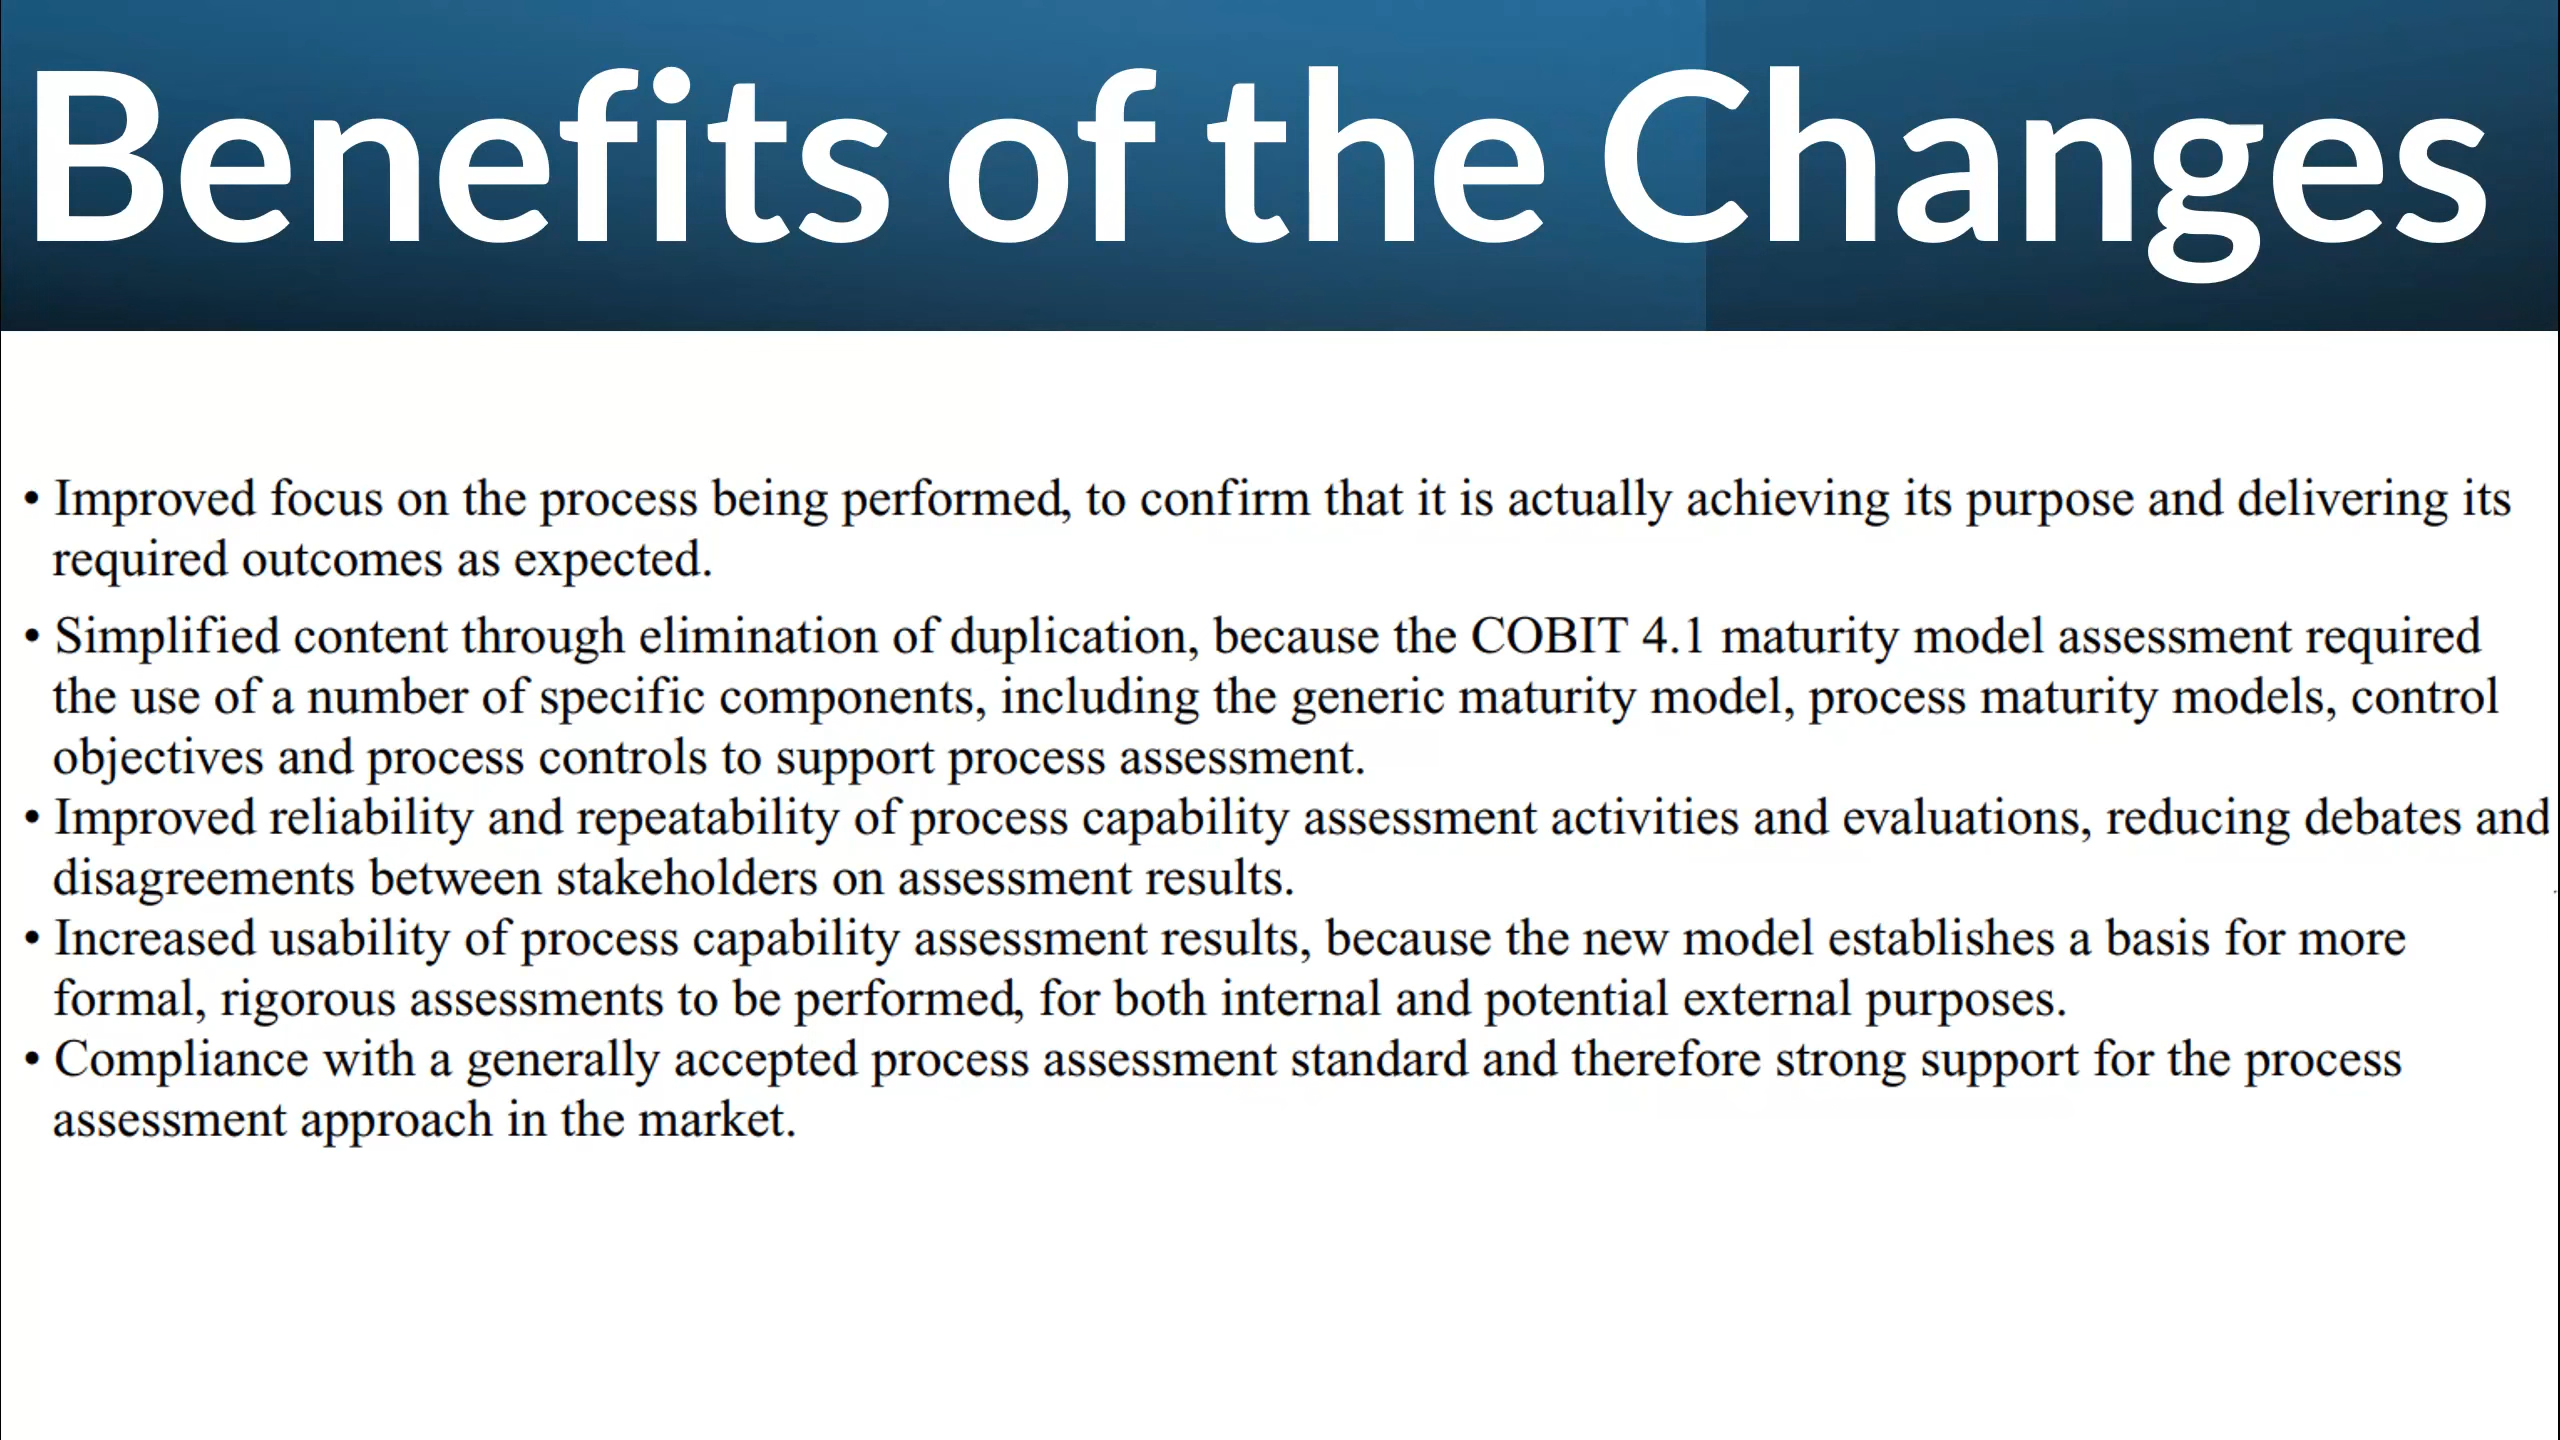 Benefits of the Changes
• Improved focus on the process being performed, to confirm that it is actually achieving its purpose and delivering its
required outcomes as expected.
• Simplified content through elimination of duplication, because the COBIT 4.1 maturity model assessment required
the use of a number of specific components, including the generic maturity model, process maturity models, control
objectives and process controls to support process assessment.
• Improved reliability and repeatability of process capability assessment activities and evaluations, reducing debates and
disagreements between stakeholders on assessment results.
• Increased usability of process capability assessment results, because the new model establishes a basis for more
formal, rigorous assessments to be performed, for both internal and potential external purposes.
• Compliance with a generally accepted process assessment standard and therefore strong support for the process
assessment approach in the market.